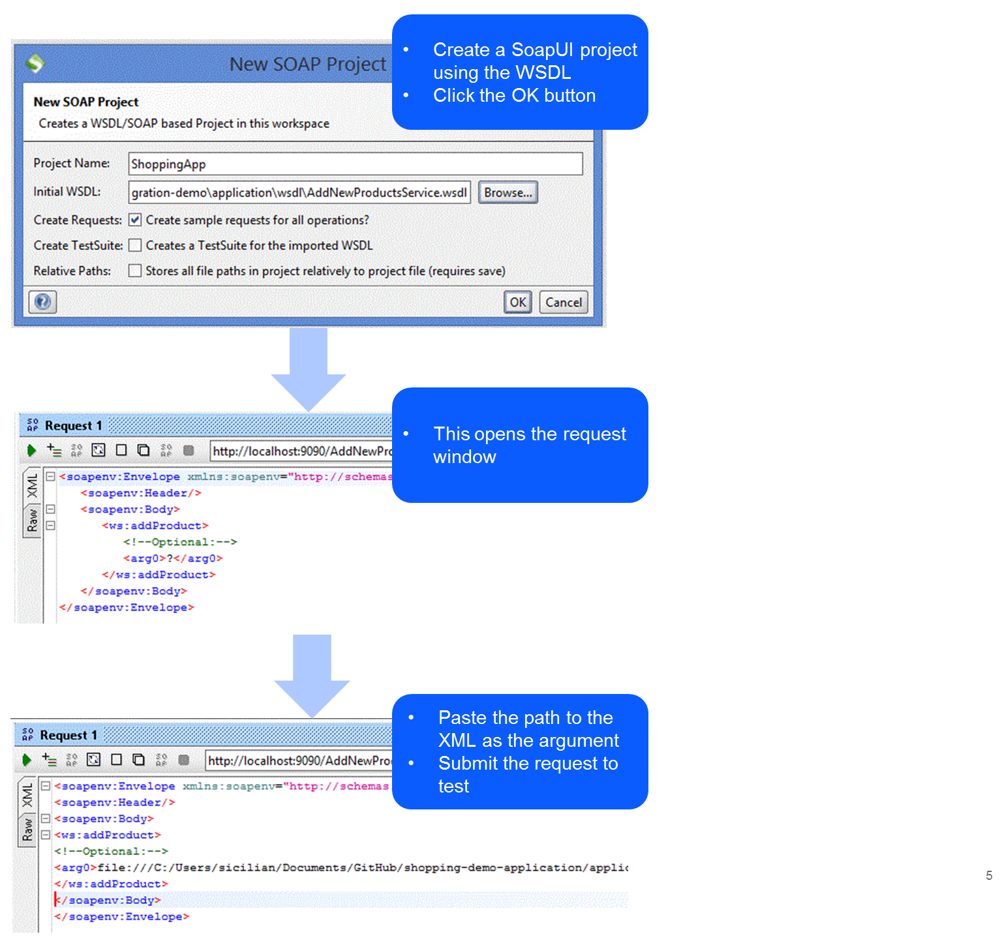 New SOAP Project
• Create a SoapUI project
using the WSDL
• Click the OK button
New SOAP Project
Creates a WSDL/SOAP based Project in this workspace
Project Name: ShoppingApp
Initial WSDL: gration-demo\application\wsdl\AddNewProductsService.wsdl Browse...
Create Requests: Create sample requests for all operations?
Create TestSuite: Creates a TestSuite for the imported WSDL
Relative Paths: Stores all file paths in project relatively to project file (requires save)
OK Cancel
• This opens the request
window
SO AP Request 1
http://localhost:9090/AddNewPro
XML
Raw
<soapenv:Envelope xmlns:soapenv="http://schemas
<soapenv:Header/>
<soapenv:Body>
<ws:addProduct>
<!--Optional:-->
<arg0>?</arg0>
</ws:addProduct>
</soapenv:Body>
</soapenv:Envelope>
• Paste the path to the
XML as the argument
• Submit the request to
test
SO AP Request 1
http://localhost:9090/AddNewPro
XML
Raw
<soapenv:Envelope xmlns:soapenv="http://schemas
<soapenv:Header/>
<soapenv:Body>
<ws:addProduct>
<!--Optional:-->
<arg0>file:///C:/Users/sicilian/Documents/GitHub/shopping-demo-application/applic
</ws:addProduct>
</soapenv:Body>
</soapenv:Envelope>
5